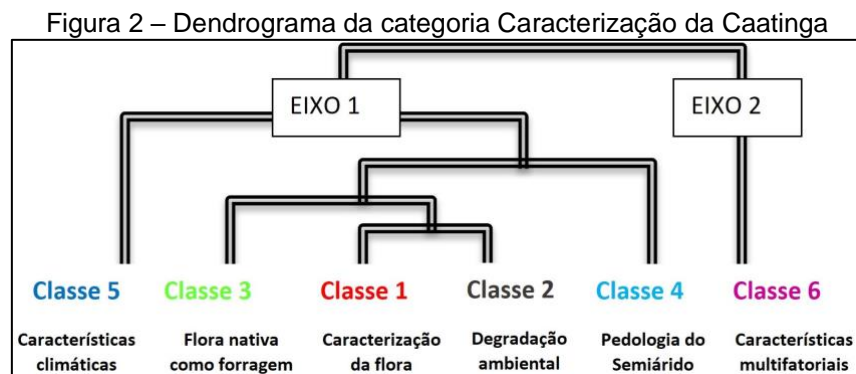 Figura 2 – Dendrograma da categoria Caracterização da Caatinga
EIXO 1
EIXO 2
Classe 5
Classe 3
Classe 1
Classe 2
Classe 4
Classe 6
Características
climáticas
Flora nativa
como forragem
Caracterização
da flora
Degradação
ambiental
Pedologia do
Semiárido
Características
multifatoriais